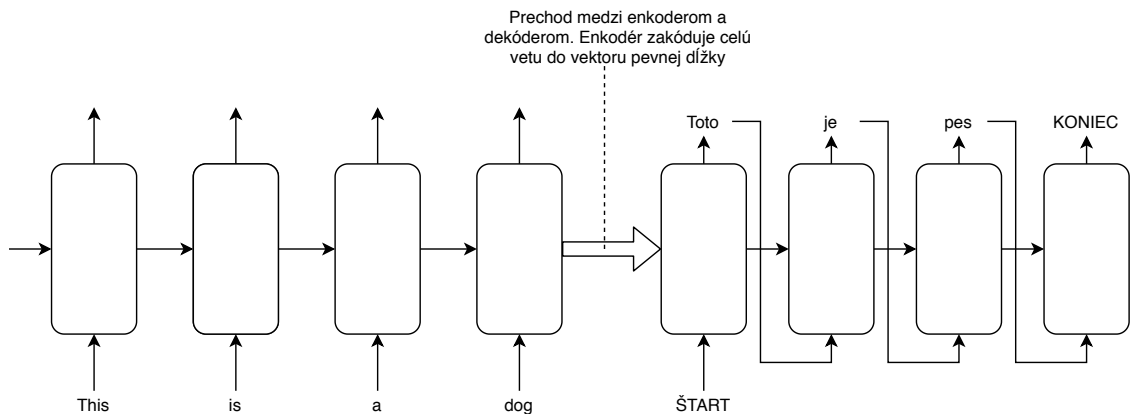 Prechod medzi enkoderom a
dekóderom. Enkodér zakóduje celú
vetu do vektoru pevnej dĺžky
Toto je pes KONIEC
This is a dog ŠTART